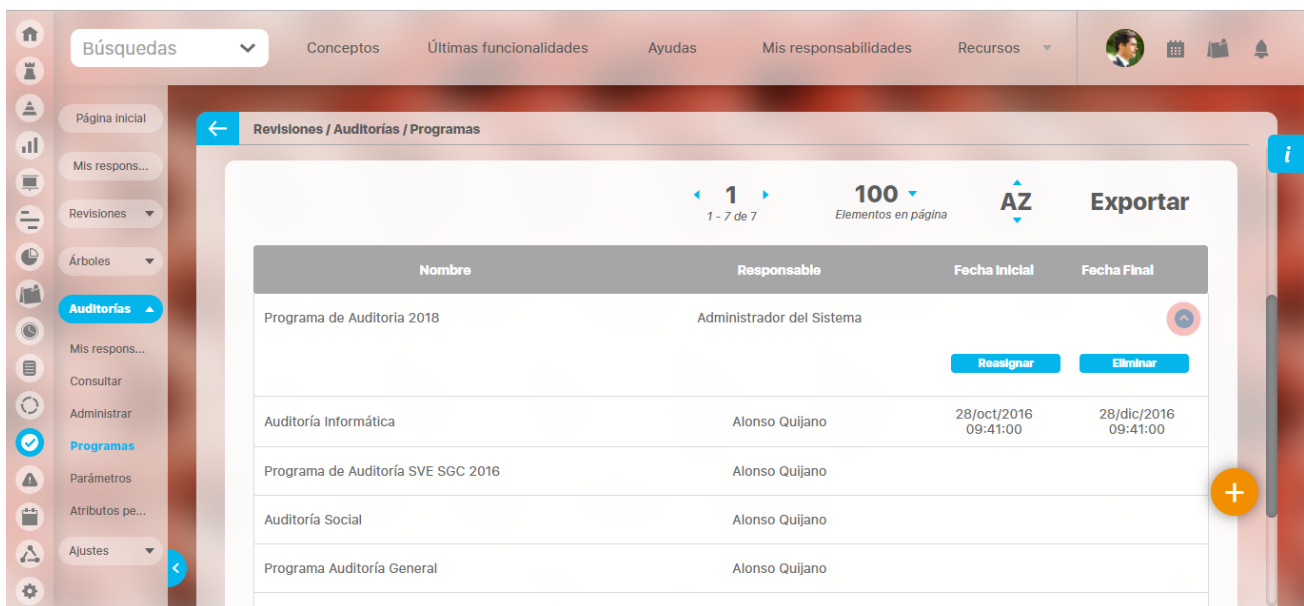 Búsquedas
Conceptos
Últimas funcionalidades
Ayudas
Mis responsabilidades
Recursos
Página inicial
Mis respons...
Revisiones
Árboles
Auditorías
Mis respons...
Consultar
Administrar
Programas
Parámetros
Atributos pe...
Ajustes
Revisiones / Auditorías / Programas
i
1
1 - 7 de 7
100
Elementos en página
AZ
Exportar
Nombre Responsable Fecha Inicial Fecha Final
Programa de Auditoria 2018 Administrador del Sistema
Reasignar Eliminar
Auditoría Informática Alonso Quijano 28/oct/2016 28/dic/2016
09:41:00 09:41:00
Programa de Auditoría SVE SGC 2016 Alonso Quijano
Auditoría Social Alonso Quijano
Programa Auditoría General Alonso Quijano